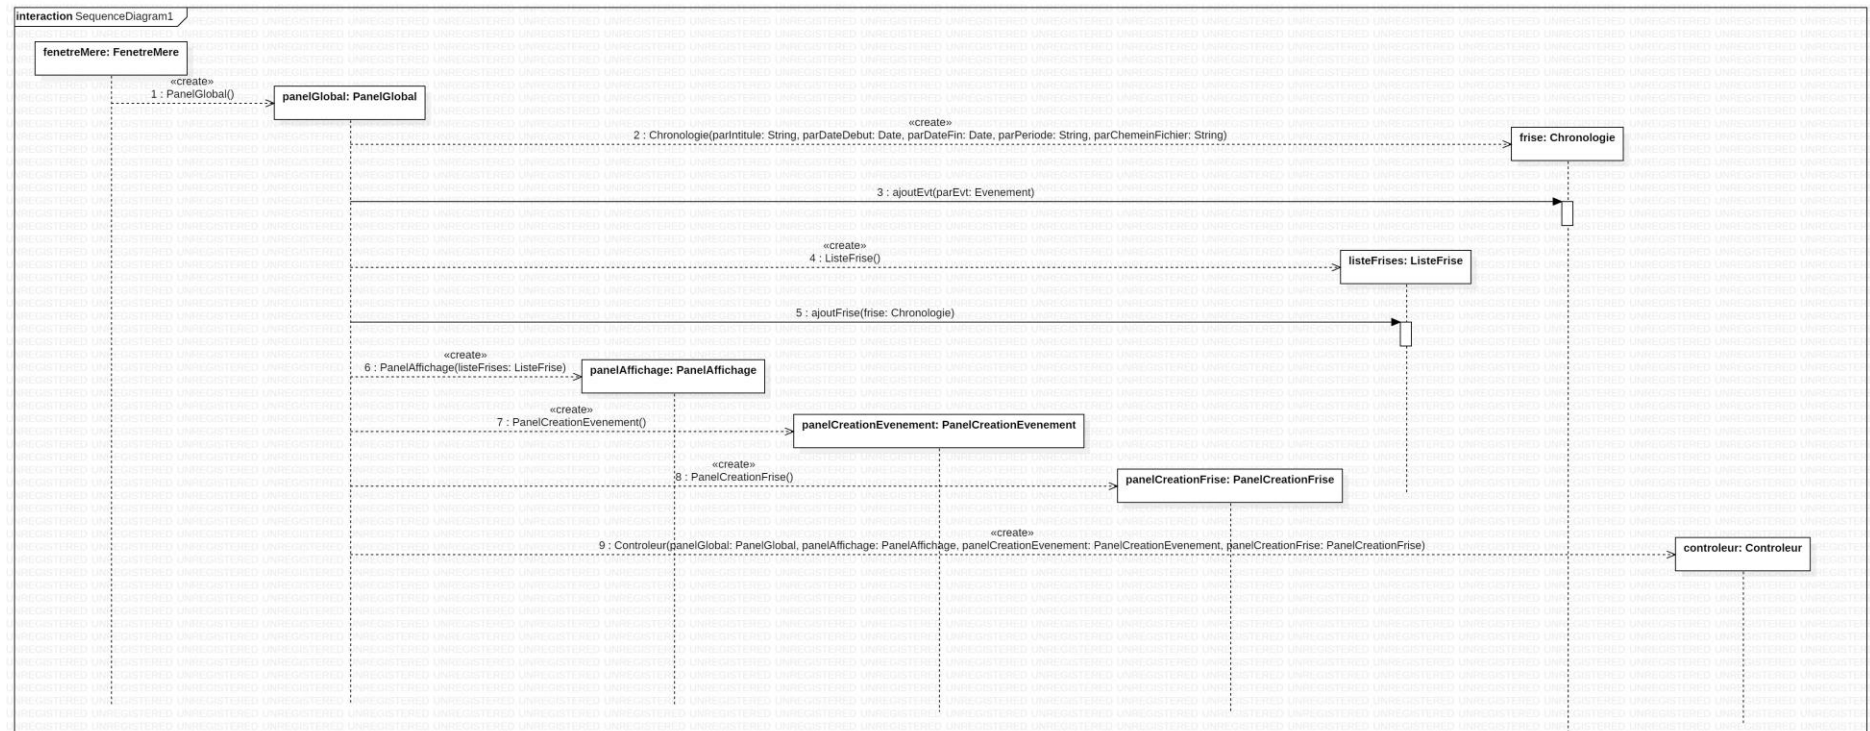 interaction SequenceDiagram1
fenetreMere: FenetreMere
«create»
1 : PanelGlobal()
panelGlobal: PanelGlobal
«create»
2 : Chronologie(parIntitule: String, parDateDebut: Date, parDateFin: Date, parPeriode: String, parChemeinFichier: String)
frise: Chronologie
3 : ajoutEvt(parEvt: Evenement)
«create»
4 : ListeFrise()
listeFrises: ListeFrise
5 : ajoutFrise(frise: Chronologie)
«create»
6 : PanelAffichage(listeFrises: ListeFrise)
panelAffichage: PanelAffichage
«create»
7 : PanelCreationEvenement()
panelCreationEvenement: PanelCreationEvenement
«create»
8 : PanelCreationFrise()
panelCreationFrise: PanelCreationFrise
«create»
9 : Controleur(panelGlobal: PanelGlobal, panelAffichage: PanelAffichage, panelCreationEvenement: PanelCreationEvenement, panelCreationFrise: PanelCreationFrise)
controleur: Controleur
UNREGISTERED